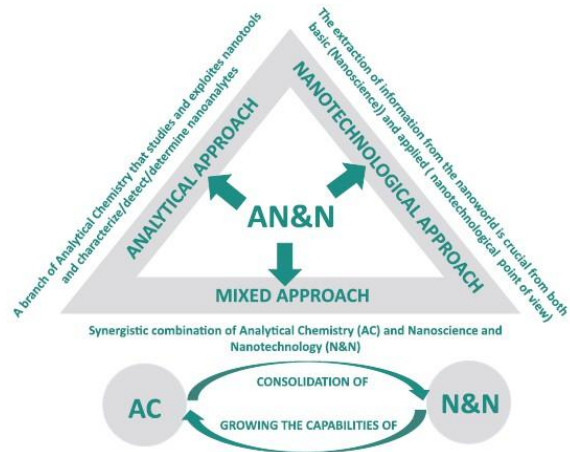 A branch of Analytical Chemistry that studies and exploites nanotools
and characterize/detect/determine nanoanalytes
ANALYTICAL APPROACH
The extraction of information from the nanoworld is crucial from both
basic (Nanoscience)) and applied ( nanotechnological point of view)
NANOTECHNOLOGICAL APPROACH
AN&N
MIXED APPROACH
Synergistic combination of Analytical Chemistry (AC) and Nanoscience and
Nanotechnology (N&N)
CONSOLIDATION OF
AC
N&N
GROWING THE CAPABILITIES OF